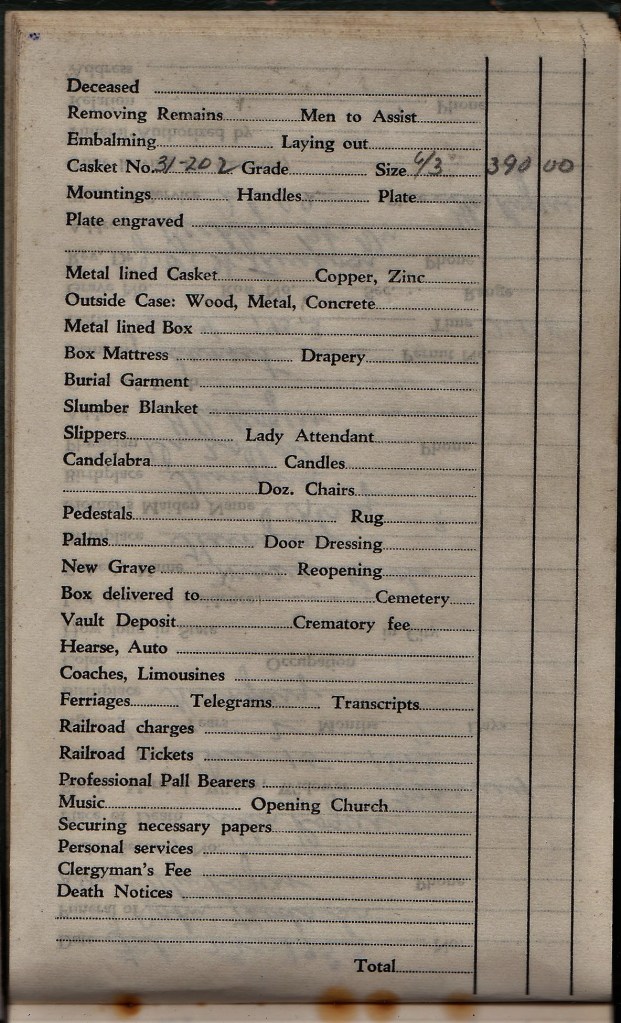 Deceased
Removing Remains Men to Assist
Embalming Laying out
Casket No. 31-202 Grade Size 6/3 390 00
Mountings Handles Plate
Plate engraved
Metal lined Casket Copper, Zinc
Outside Case: Wood, Metal, Concrete
Metal lined Box
Box Mattress Drapery
Burial Garment
Slumber Blanket
Slippers Lady Attendant
Candelabra Candles
Doz. Chairs
Pedestals Rug
Palms Door Dressing
New Grave Reopening
Box delivered to Cemetery
Vault Deposit Crematory fee
Hearse, Auto
Coaches, Limousines
Ferriages Telegrams Transcripts
Railroad charges
Railroad Tickets
Professional Pall Bearers
Music Opening Church
Securing necessary papers
Personal services
Clergyman's Fee
Death Notices
Total